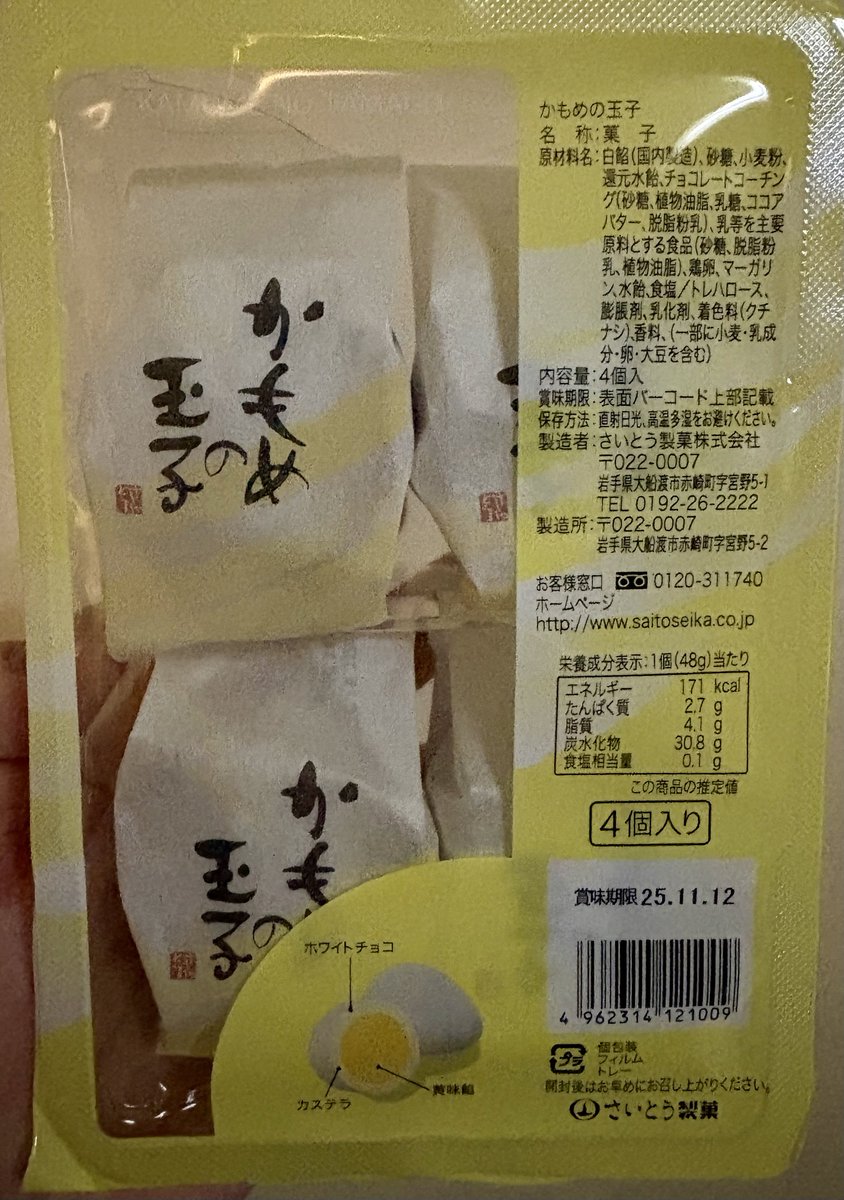 かもめの
玉子
かもめの
玉子
かもめの玉子
名 称:菓 子
原材料名:白餡(国内製造)、砂糖、小麦粉、
還元水飴、チョコレートコーチン
グ(砂糖、植物油脂、乳糖、ココア
バター、脱脂粉乳)、乳等を主要
原料とする食品(砂糖、脱脂粉
乳、植物油脂)、鶏卵、マーガリ
ン、水飴、食塩/トレハロース、
膨脹剤、乳化剤、着色料(クチ
ナシ)、香料、(一部に小麦・乳成
分・卵・大豆を含む)
内容量:4個入
賞味期限:表面バーコード上部記載
保存方法:直射日光、高温多湿をお避けください。
製造者:さいとう製菓株式会社
〒022-0007
岩手県大船渡市赤崎町字宮野5-1
TEL 0192-26-2222
製造所:〒022-0007
岩手県大船渡市赤崎町字宮野5-2
お客様窓口 0120-311740
ホームページ
http://www.saitoseika.co.jp
栄養成分表示:1個(48g)当たり
エネルギー 171 kcal
たんぱく質 2.7 g
脂質 4.1 g
炭水化物 30.8 g
食塩相当量 0.1 g
この商品の推定値
4個入り
賞味期限 25.11.12
4 962314 121009
ホワイトチョコ
カステラ
黄味餡
プラ
個包装
フィルム
トレー
開封後はお早めにお召し上がりください。
さいとう製菓